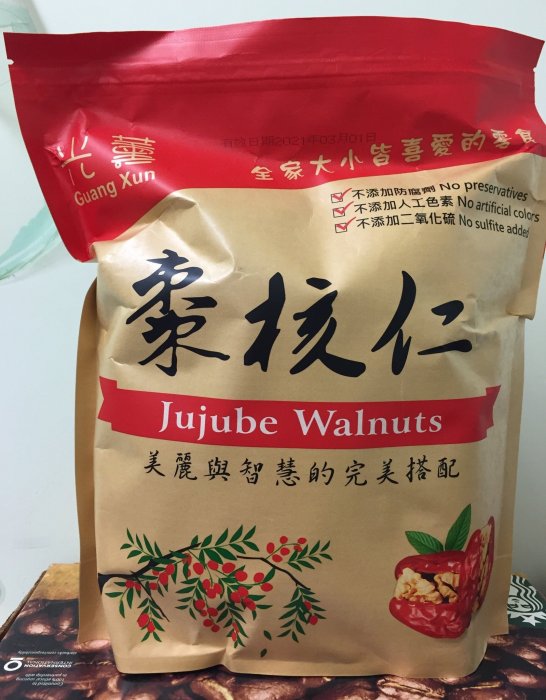 光蕈
Guang Xun
有效日期2021年03月01日
全家大小皆喜愛的零食
不添加防腐劑 No preservatives
不添加人工色素 No artificial colors
不添加二氧化硫 No sulfite added
棗核仁
Jujube Walnuts
美麗與智慧的完美搭配
CONSERVATION
INTERNATIONAL